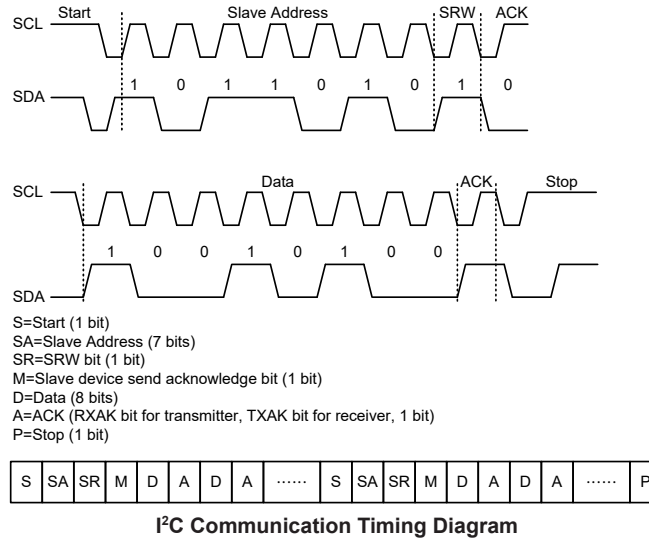 Start Slave Address SRW ACK
SCL
1 0 1 1 0 1 0 1 0
SDA
Data ACK Stop
SCL
1 0 0 1 0 1 0 0
SDA
S=Start (1 bit)
SA=Slave Address (7 bits)
SR=SRW bit (1 bit)
M=Slave device send acknowledge bit (1 bit)
D=Data (8 bits)
A=ACK (RXAK bit for transmitter, TXAK bit for receiver, 1 bit)
P=Stop (1 bit)
S SA SR M D A D A ······ S SA SR M D A D A ······ P
I²C Communication Timing Diagram